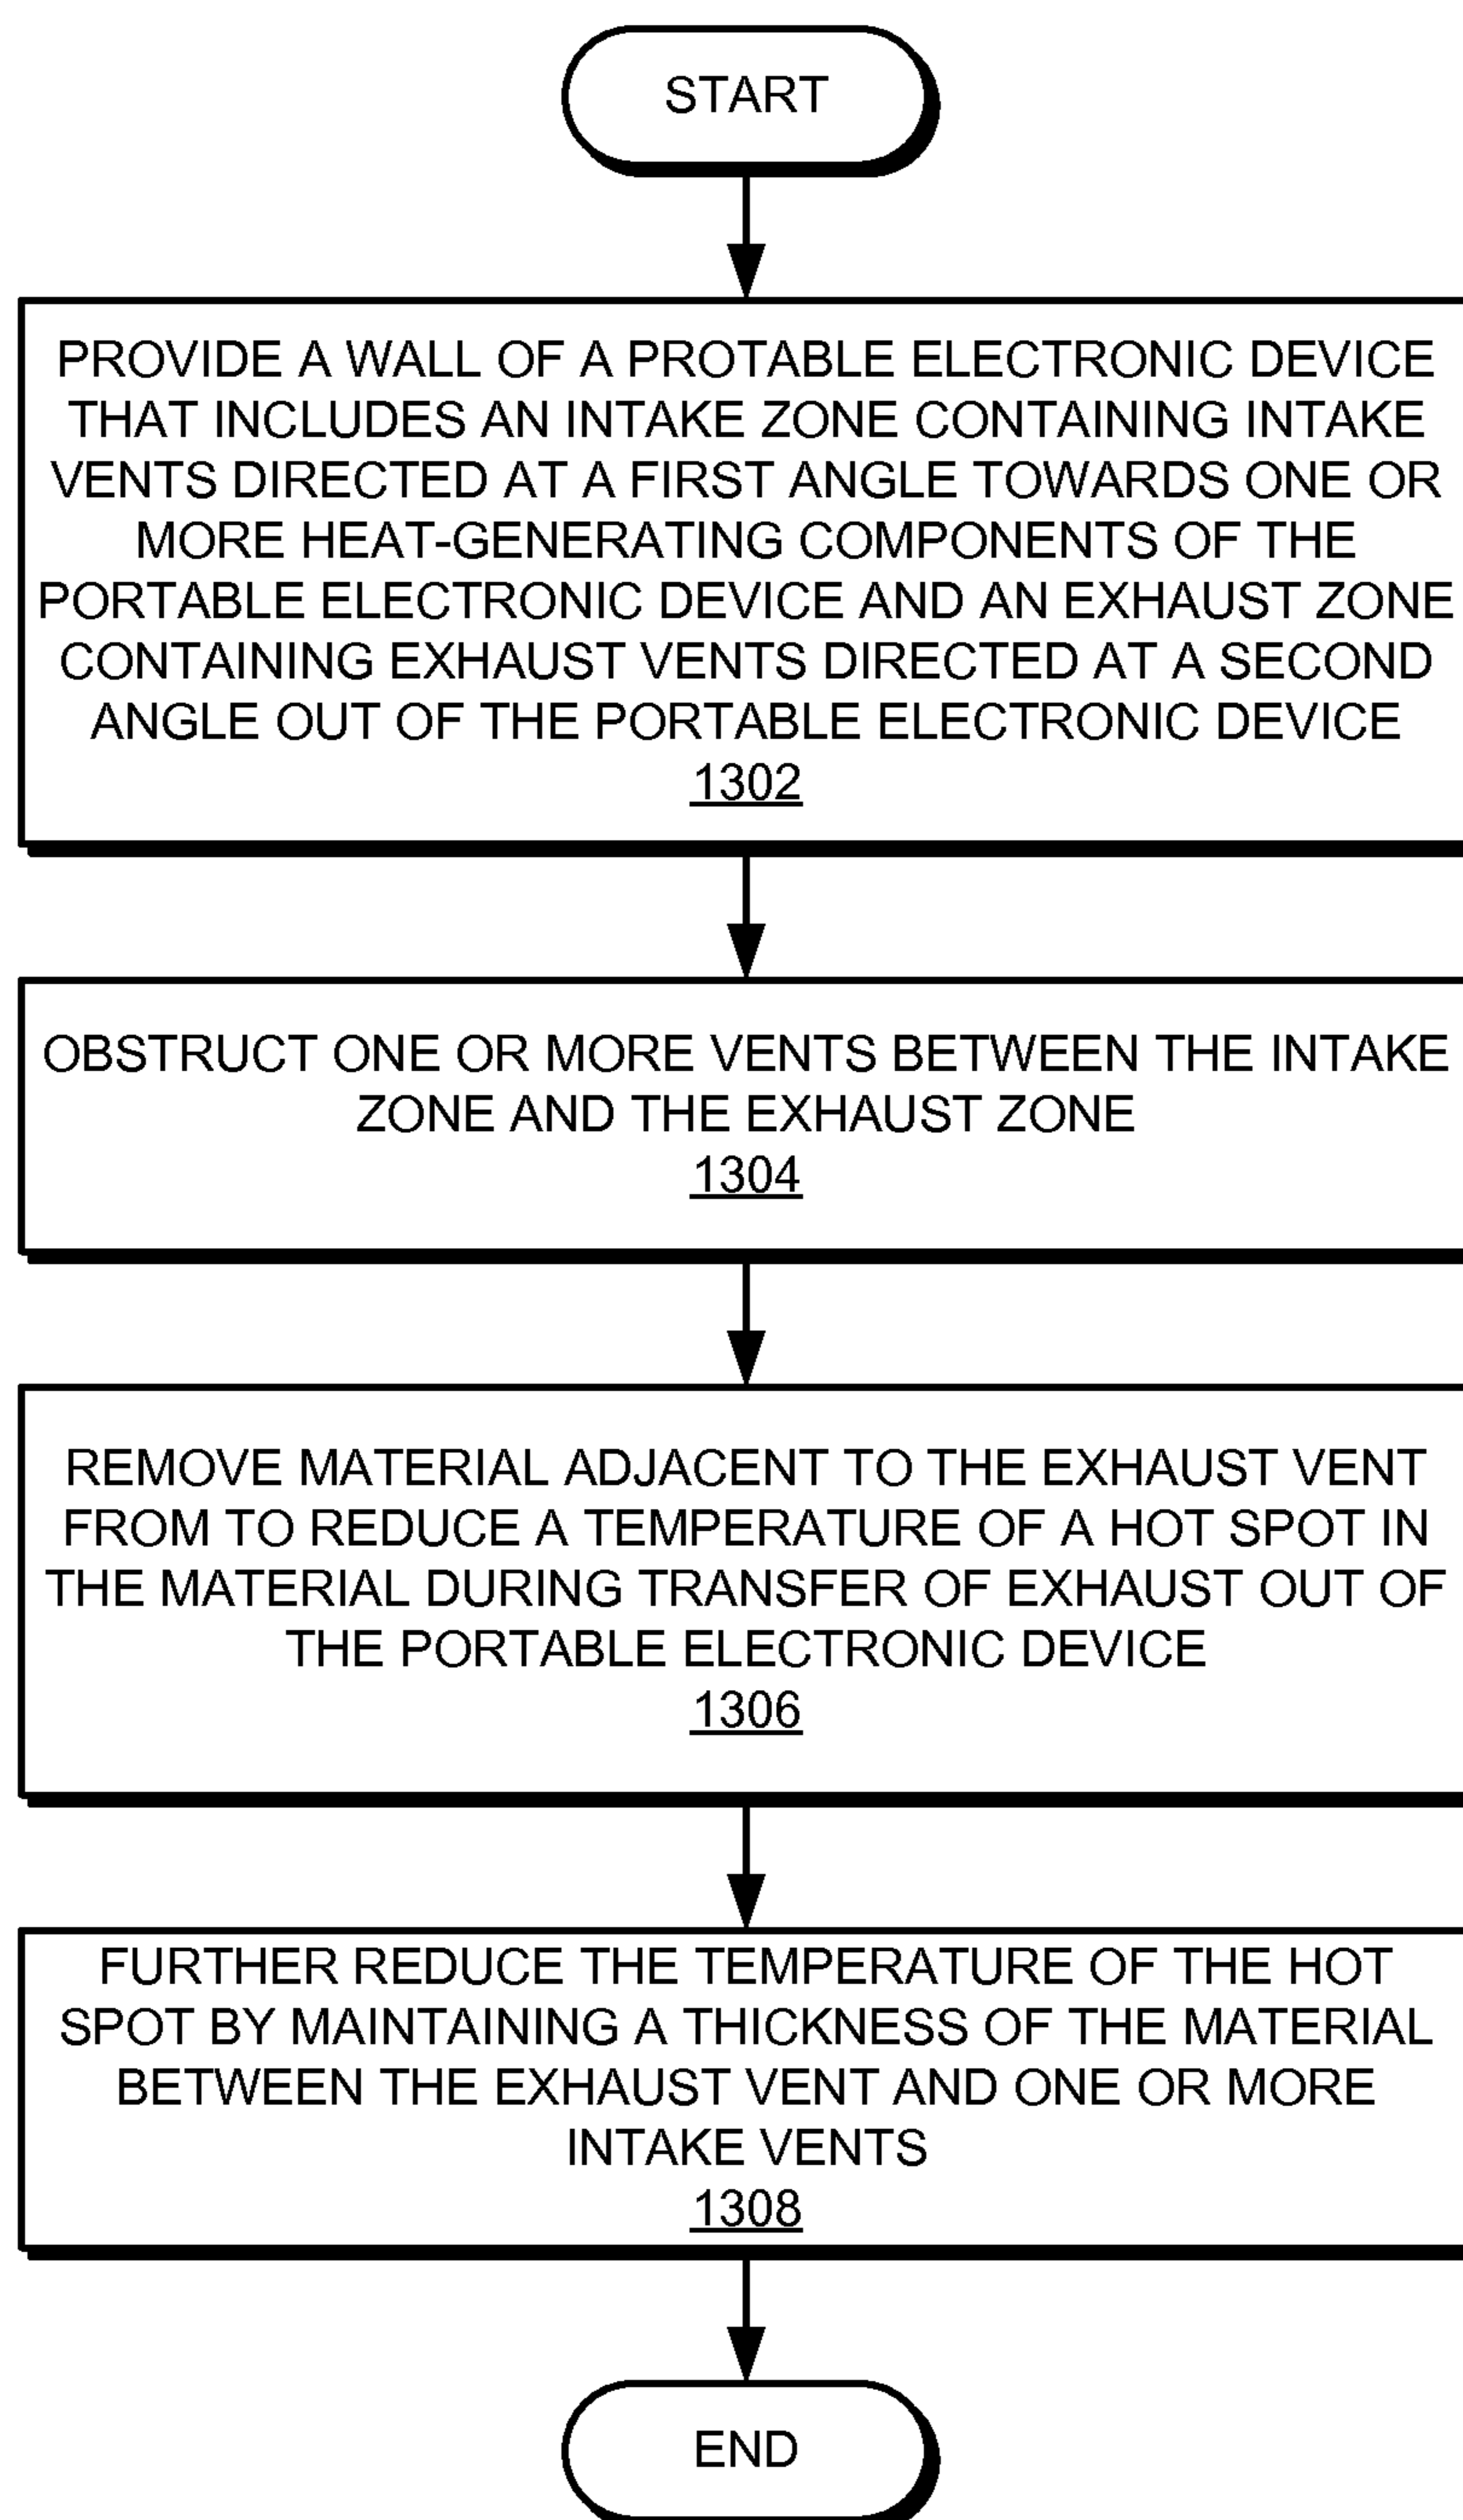 START
PROVIDE A WALL OF A PROTABLE ELECTRONIC DEVICE
THAT INCLUDES AN INTAKE ZONE CONTAINING INTAKE
VENTS DIRECTED AT A FIRST ANGLE TOWARDS ONE OR
MORE HEAT-GENERATING COMPONENTS OF THE
PORTABLE ELECTRONIC DEVICE AND AN EXHAUST ZONE
CONTAINING EXHAUST VENTS DIRECTED AT A SECOND
ANGLE OUT OF THE PORTABLE ELECTRONIC DEVICE
1302
OBSTRUCT ONE OR MORE VENTS BETWEEN THE INTAKE
ZONE AND THE EXHAUST ZONE
1304
REMOVE MATERIAL ADJACENT TO THE EXHAUST VENT
FROM TO REDUCE A TEMPERATURE OF A HOT SPOT IN
THE MATERIAL DURING TRANSFER OF EXHAUST OUT OF
THE PORTABLE ELECTRONIC DEVICE
1306
FURTHER REDUCE THE TEMPERATURE OF THE HOT
SPOT BY MAINTAINING A THICKNESS OF THE MATERIAL
BETWEEN THE EXHAUST VENT AND ONE OR MORE
INTAKE VENTS
1308
END